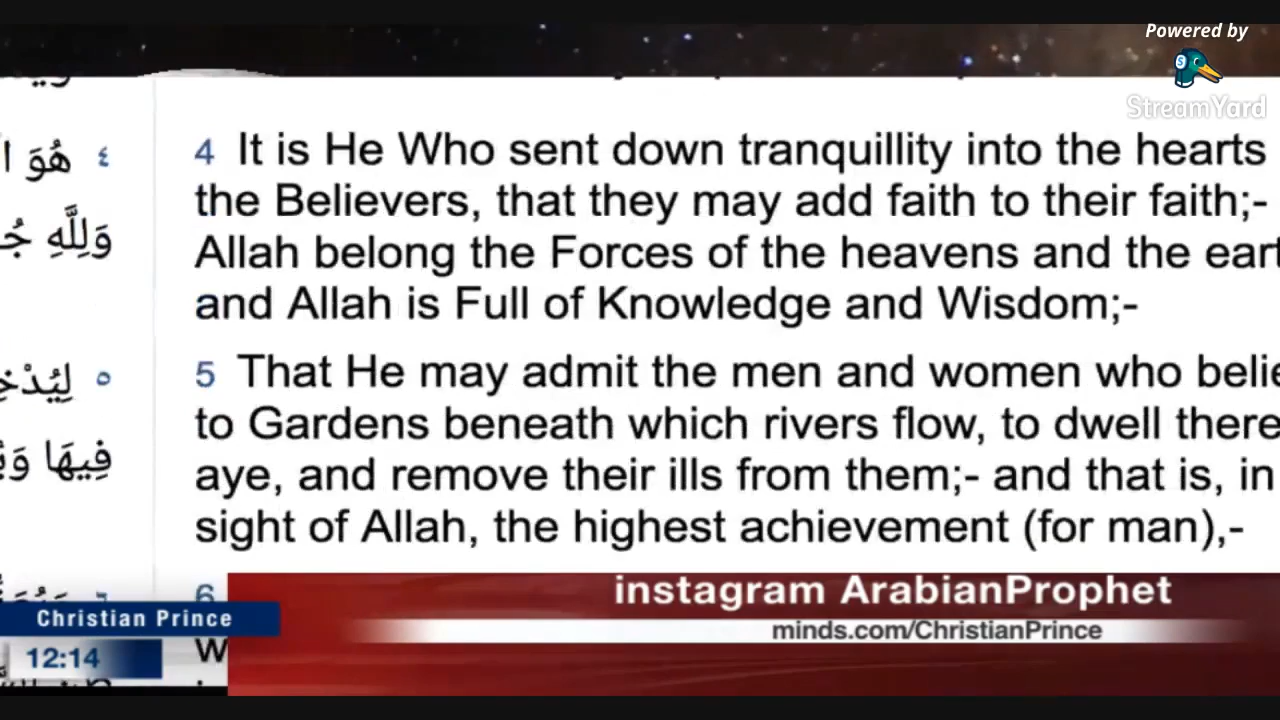 Powered by
StreamYard
٤ هُوَ
4 It is He Who sent down tranquillity into the hearts
the Believers, that they may add faith to their faith;-
وَلِلَّهِ
Allah belong the Forces of the heavens and the
and Allah is Full of Knowledge and Wisdom;-
٥
5 That He may admit the men and women who
to Gardens beneath which rivers flow, to dwell
فِيهَا
aye, and remove their ills from them;- and that is, in
sight of Allah, the highest achievement (for man),-
6
instagram ArabianProphet
Christian Prince
minds.com/ChristianPrince
12:14